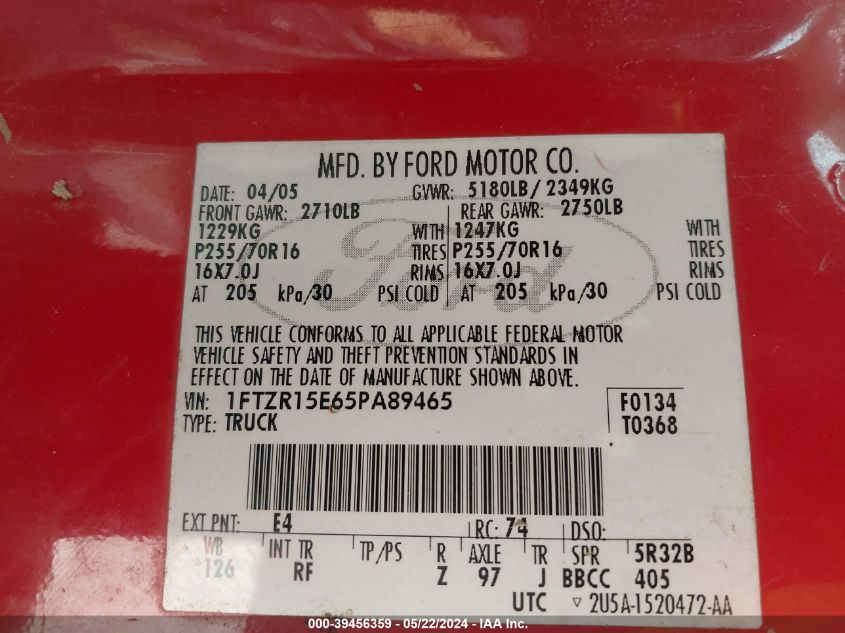 MFD. BY FORD MOTOR CO.
DATE: 04/05 GVWR: 5180LB/ 2349KG
FRONT GAWR: 2710LB REAR GAWR: 2750LB
1229KG WITH 1247KG WITH
P255/70R16 TIRES P255/70R16 TIRES
16X7.0J RIMS 16X7.0J RIMS
AT 205 kPa/30 PSI COLD AT 205 kPa/30 PSI COLD
Ford
THIS VEHICLE CONFORMS TO ALL APPLICABLE FEDERAL MOTOR
VEHICLE SAFETY AND THEFT PREVENTION STANDARDS IN
EFFECT ON THE DATE OF MANUFACTURE SHOWN ABOVE.
VIN: 1FTZR15E65PA89465 F0134
TYPE: TRUCK T0368
EXT PNT: E4 RC: 74 DSO:
WB INT TR TP/PS R AXLE TR SPR 5R32B
*126 RF Z 97 J BBCC 405
UTC ▽ 2U5A-1520472-AA
000-39456359 - 05/22/2024 - IAA Inc.